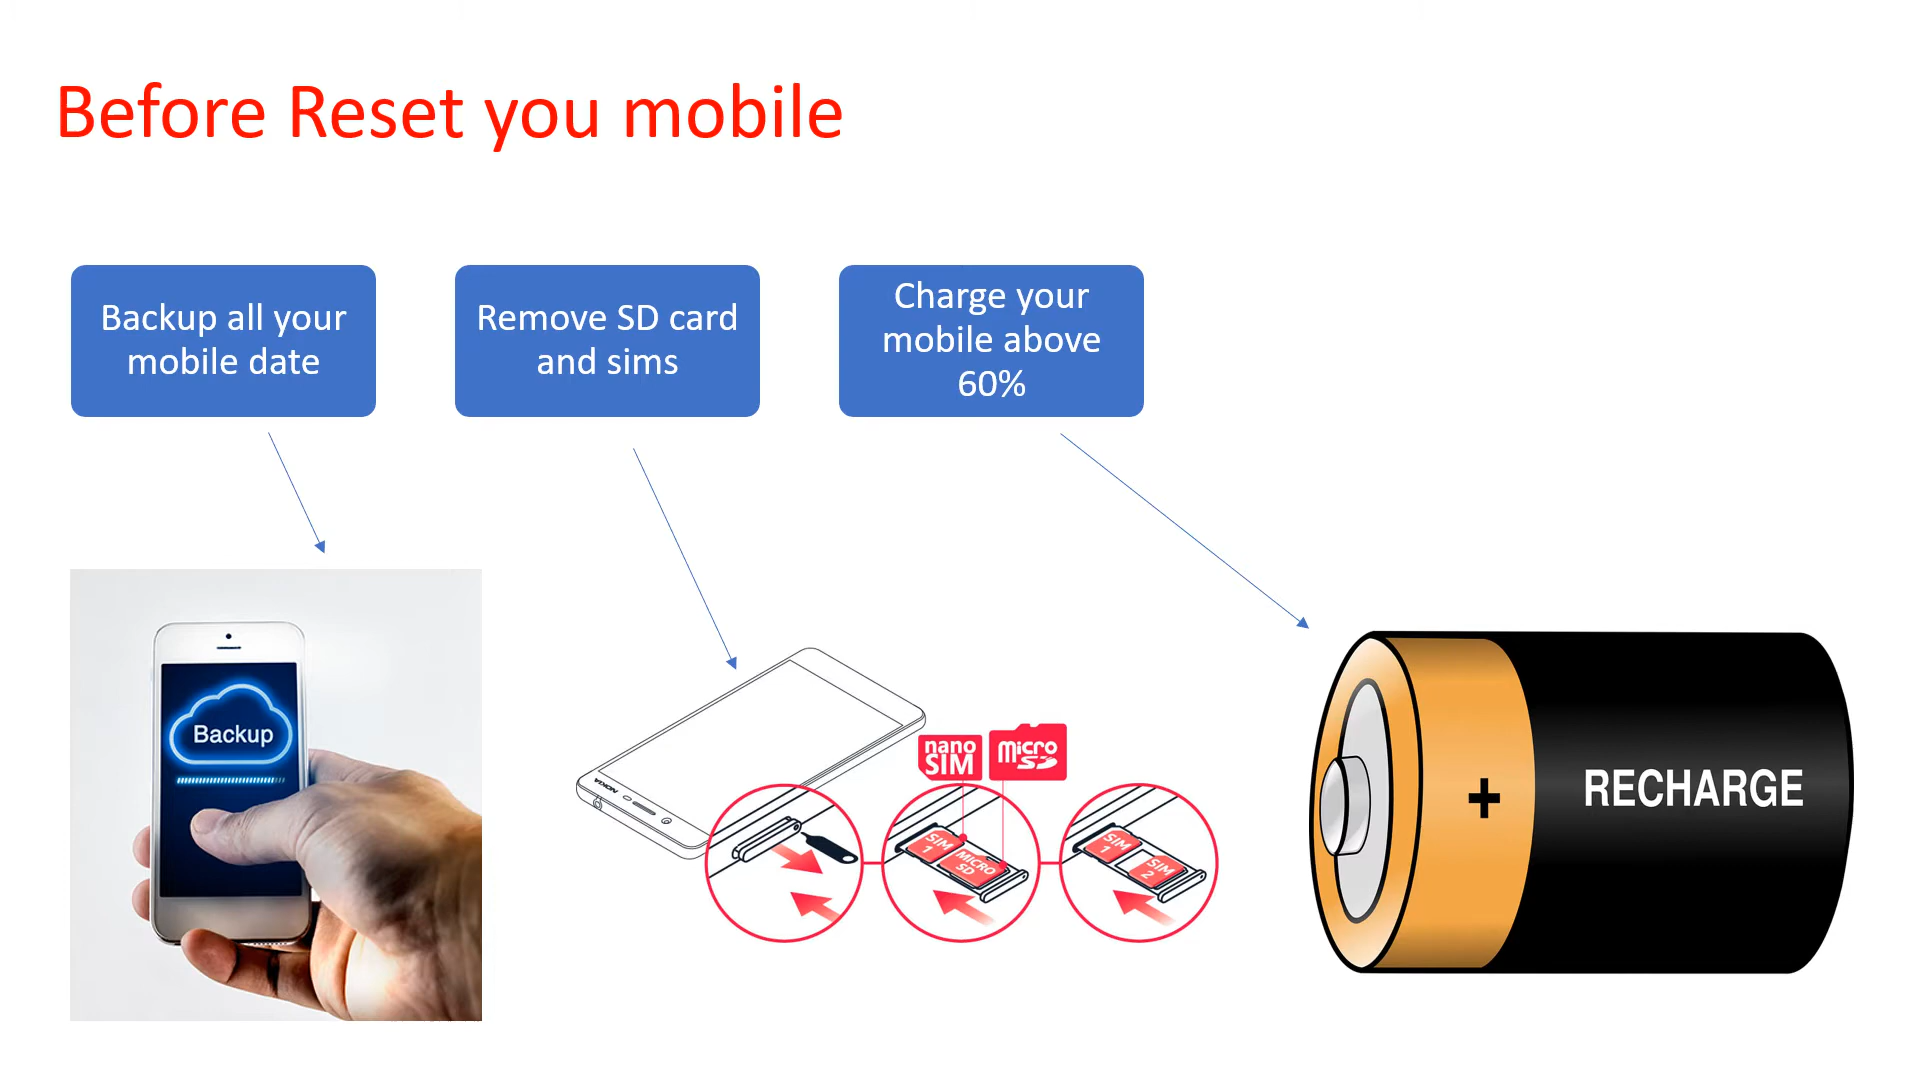 Before Reset you mobile
Backup all your
mobile date
Remove SD card
and sims
Charge your
mobile above
60%
Backup
NOKIA
nano
SIM
micro
SD
SIM
1
MICRO
SD
SIM
1
SIM
2
+
RECHARGE